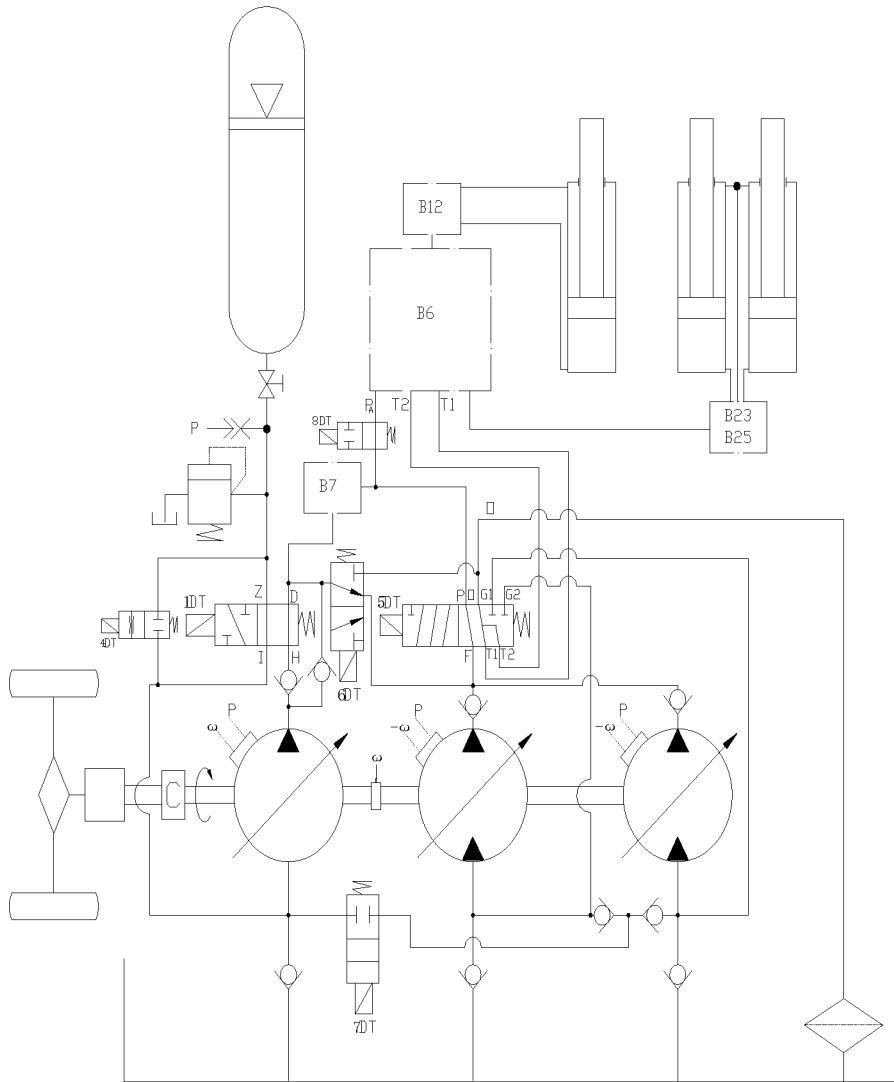 B12
B6
PA T2 T1
8DT
P
B23
B25
B7
Z D
1DT
5DT P O G1 G2
4DT
I H
F T1 T2
6DT
P P P
ω -ω -ω
ω
C
7DT